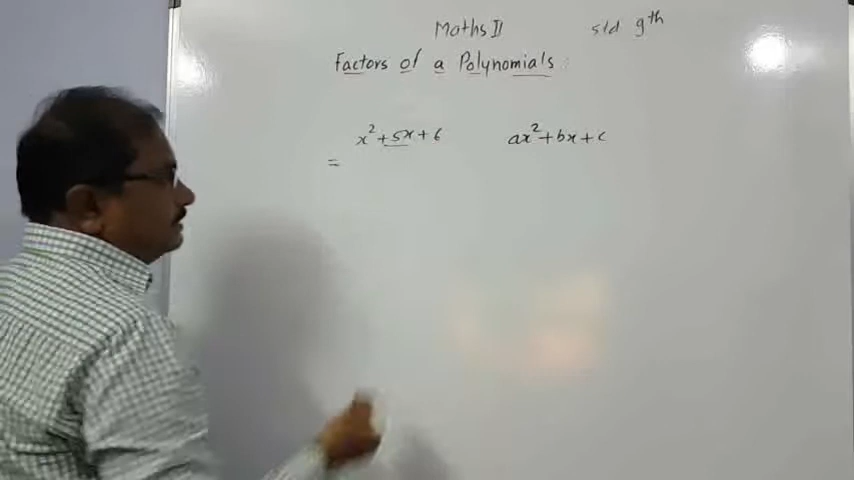 Maths II std 9th
Factors of a Polynomials :
x² + 5x + 6 ax² + bx + c
=